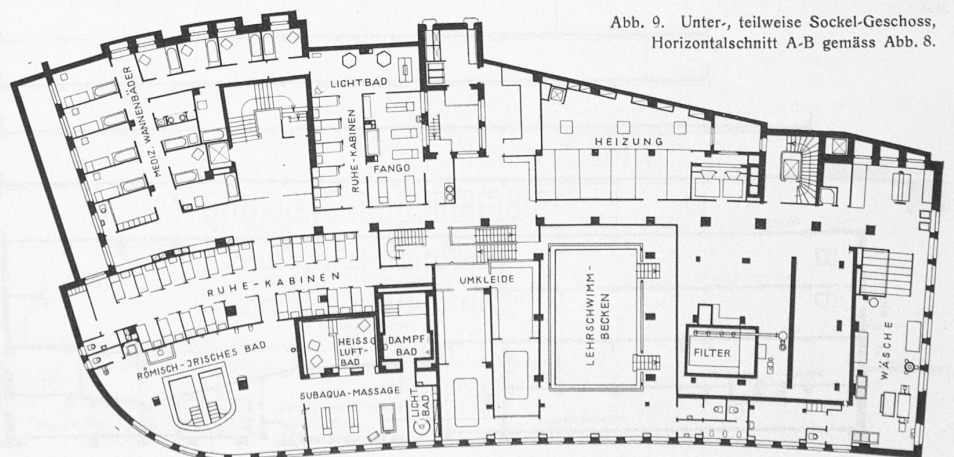 Abb. 9. Unter-, teilweise Sockel-Geschoss,
Horizontalschnitt A-B gemäss Abb. 8.
MEDIZ. WANNENBÄDER
LICHTBAD
RUHE-KABINEN
FANGO
HEIZUNG
RUHE-KABINEN
UMKLEIDE
LEHRSCHWIMM-
BECKEN
FILTER
WÄSCHE
RÖMISCH-JRISCHES BAD
HEISS
LUFT-
BAD
DAMPF
BAD
SUBAQUA-MASSAGE
LICHT
BAD